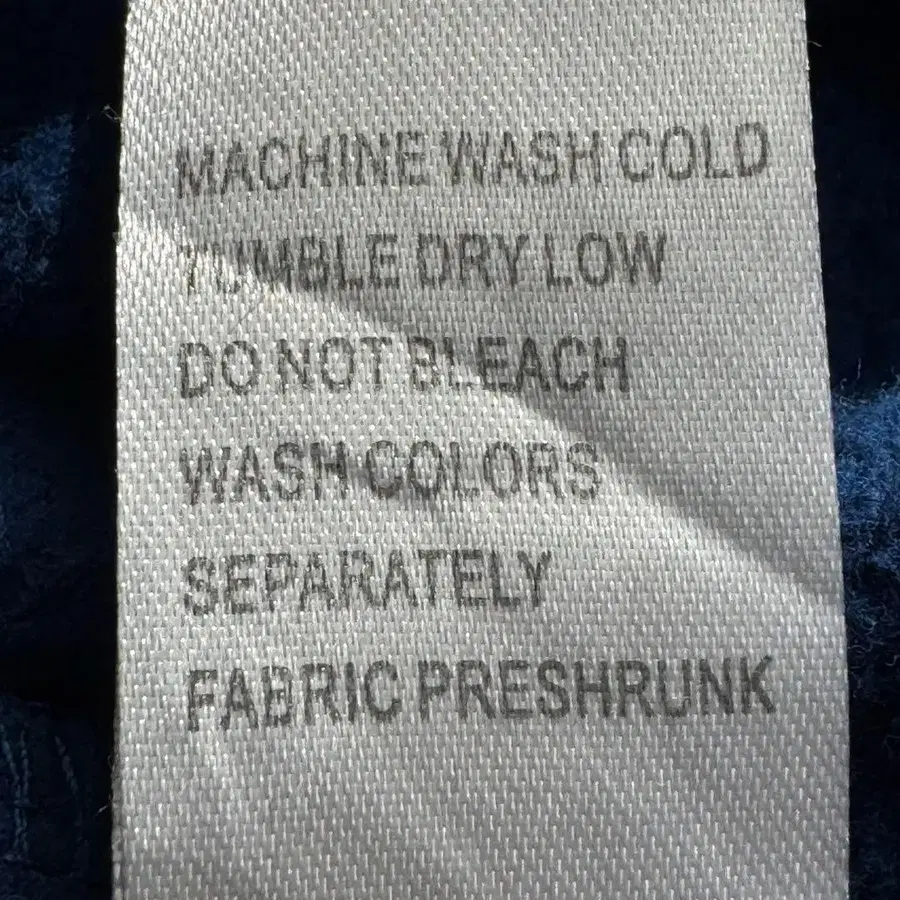 MACHINE WASH COLD
TUMBLE DRY LOW
DO NOT BLEACH
WASH COLORS
SEPARATELY
FABRIC PRESHRUNK